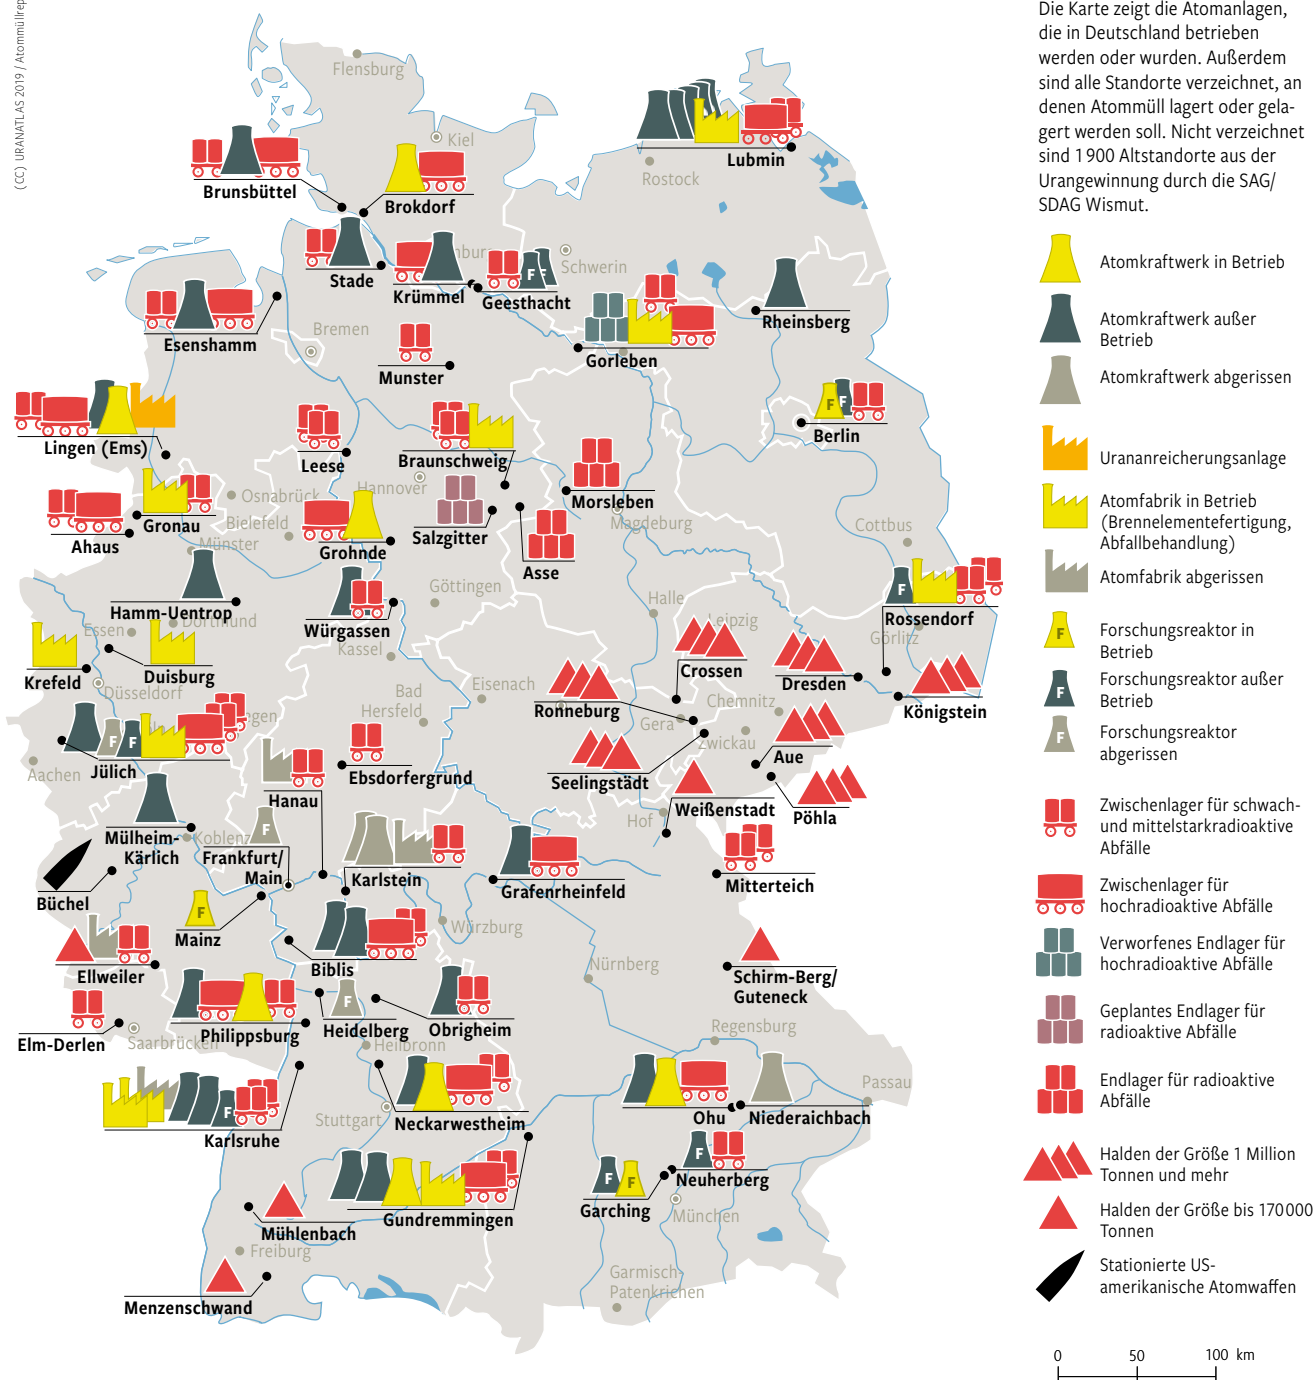 (CC) URANATLAS 2019 / Atommüllrep
Die Karte zeigt die Atomanlagen,
die in Deutschland betrieben
werden oder wurden. Außerdem
sind alle Standorte verzeichnet, an
denen Atommüll lagert oder gela-
gert werden soll. Nicht verzeichnet
sind 1 900 Altstandorte aus der
Urangewinnung durch die SAG/
SDAG Wismut.
Atomkraftwerk in Betrieb
Atomkraftwerk außer
Betrieb
Atomkraftwerk abgerissen
Urananreicherungsanlage
Atomfabrik in Betrieb
(Brennelementefertigung,
Abfallbehandlung)
Atomfabrik abgerissen
F
Forschungsreaktor in
Betrieb
F
Forschungsreaktor außer
Betrieb
F
Forschungsreaktor
abgerissen
Zwischenlager für schwach-
und mittelstarkradioaktive
Abfälle
Zwischenlager für
hochradioaktive Abfälle
Verworfenes Endlager für
hochradioaktive Abfälle
Geplantes Endlager für
radioaktive Abfälle
Endlager für radioaktive
Abfälle
Halden der Größe 1 Million
Tonnen und mehr
Halden der Größe bis 170 000
Tonnen
Stationierte US-
amerikanische Atomwaffen
0 50 100 km
Flensburg
Kiel
Lubmin
Rostock
Brunsbüttel
Brokdorf
Stade
Krümmel
F F
Geesthacht
Schwerin
Rheinsberg
Esenshamm
Bremen
Munster
Gorleben
F F
Berlin
Lingen (Ems)
Leese
Braunschweig
Hannover
Morsleben
Magdeburg
Osnabrück
Gronau
Ahaus
Bielefeld
Münster
Grohnde
Salzgitter
Asse
Cottbus
Hamm-Uentrop
Dortmund
Essen
Göttingen
Würgassen
Kassel
Halle
Leipzig
F
Rossendorf
Görlitz
Krefeld
Duisburg
Düsseldorf
Crossen
Dresden
Königstein
Eisenach
Bad
Hersfeld
Ronneburg
Gera
Chemnitz
Zwickau
Aue
F F
Jülich
Aachen
Ebsdorfergrund
Seelingstädt
Weißenstadt
Pöhla
Hof
Hanau
Mülheim-
Kärlich
Koblenz
F
Frankfurt/
Main
Karlstein
Grafenrheinfeld
Mitterteich
Büchel
F
Mainz
Würzburg
Ellweiler
Biblis
Nürnberg
Schirm-Berg/
Guteneck
Elm-Derlen
Saarbrücken
Philippsburg
F
Heidelberg
Obrigheim
Heilbronn
Regensburg
Passau
F
Karlsruhe
Stuttgart
Neckarwestheim
Ohu
Niederaichbach
Gundremmingen
F F
Garching
F
Neuherberg
München
Mühlenbach
Freiburg
Menzenschwand
Garmisch-
Patenkirchen